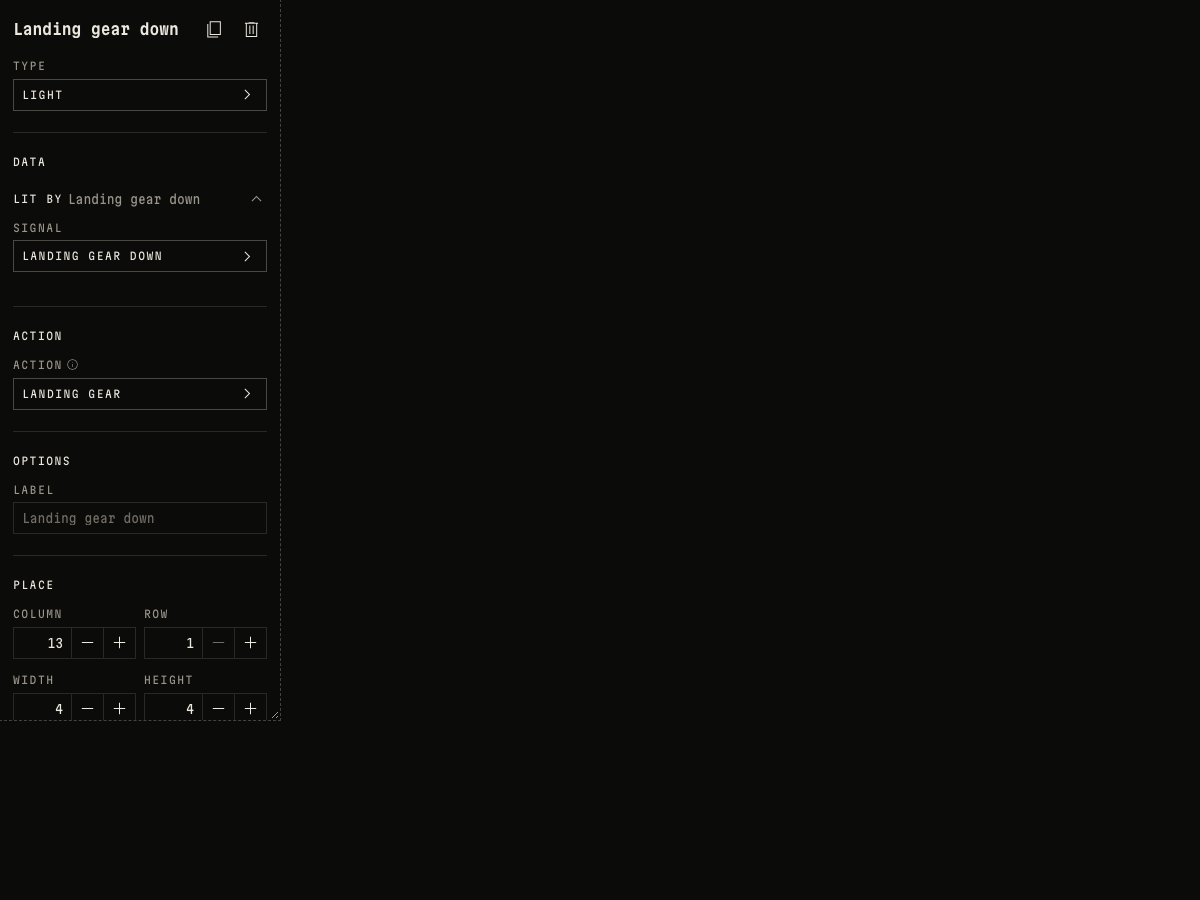 Landing gear down
TYPE
LIGHT
DATA
LIT BY Landing gear down
SIGNAL
LANDING GEAR DOWN
ACTION
ACTION
LANDING GEAR
OPTIONS
LABEL
Landing gear down
PLACE
COLUMN ROW
13 1
WIDTH HEIGHT
4 4